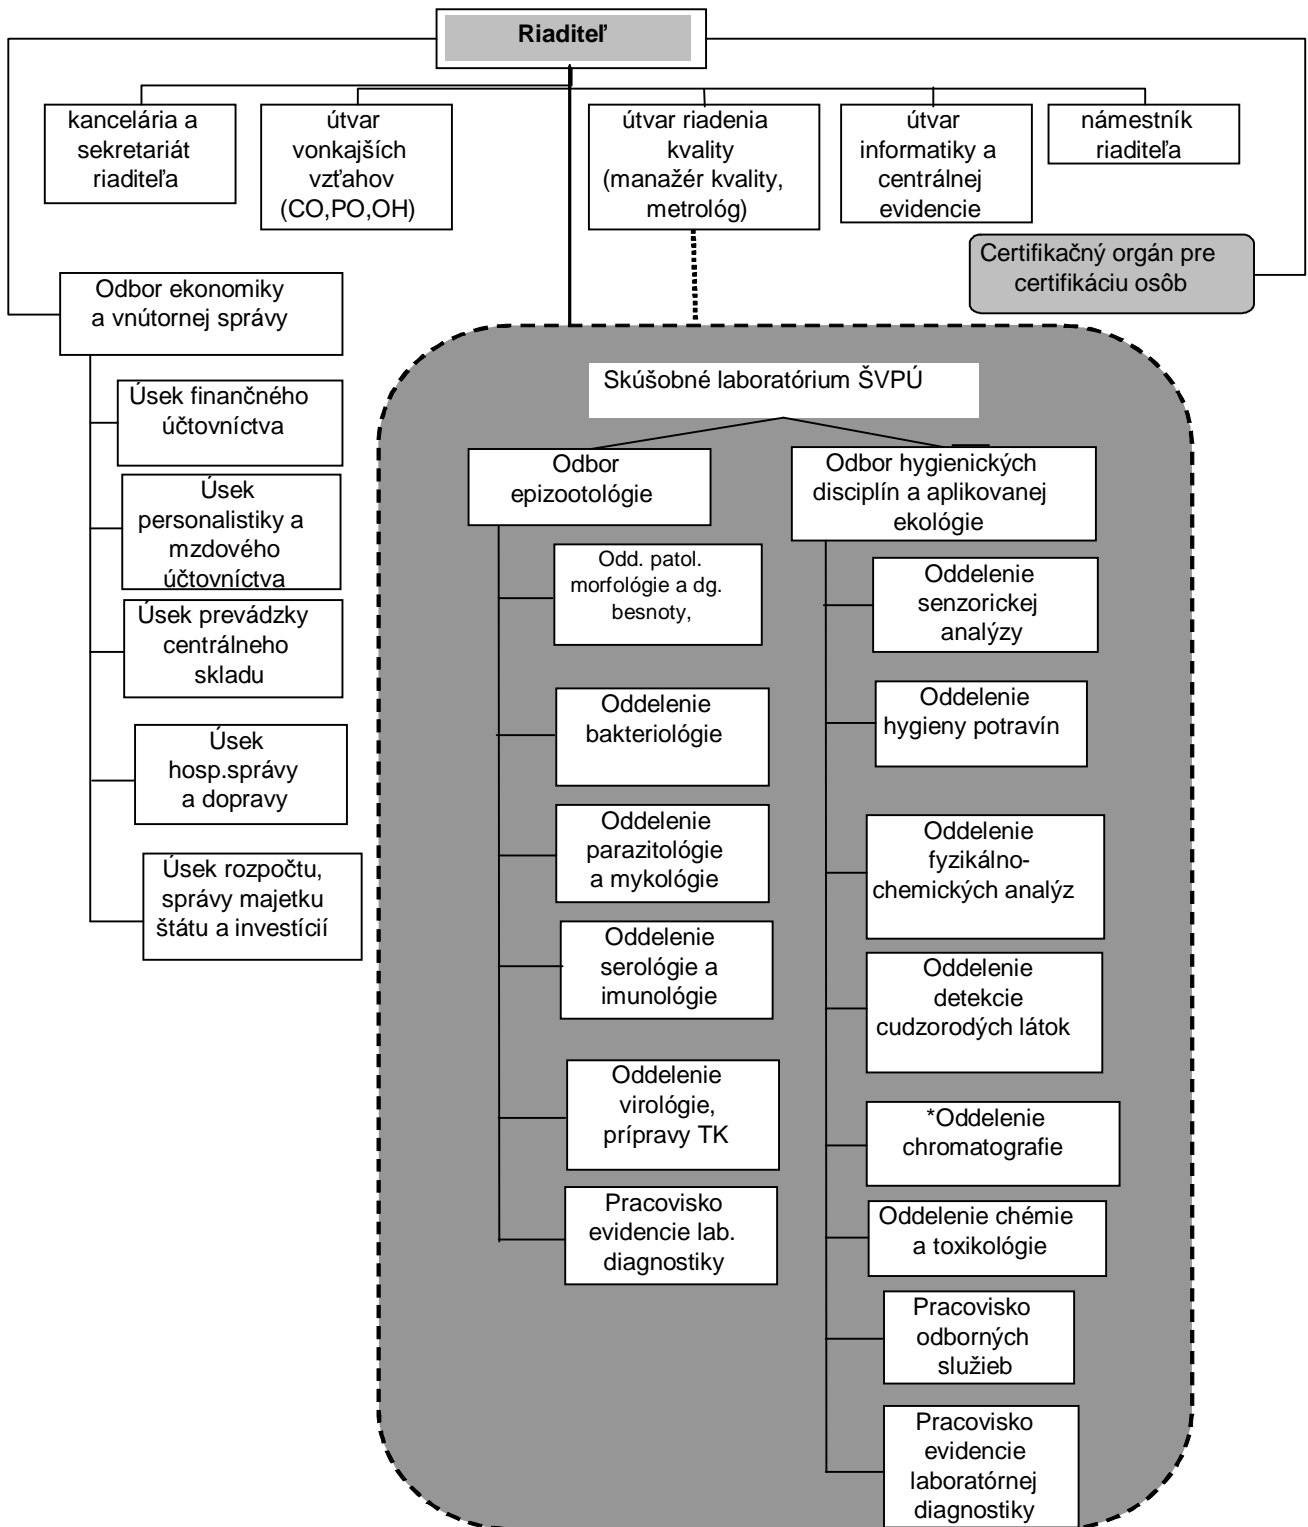 Riaditeľ
kancelária a
sekretariát
riaditeľa
útvar
vonkajších
vzťahov
(CO,PO,OH)
útvar riadenia
kvality
(manažér kvality,
metrológ)
útvar
informatiky a
centrálnej
evidencie
námestník
riaditeľa
Certifikačný orgán pre
certifikáciu osôb
Odbor ekonomiky
a vnútornej správy
Úsek finančného
účtovníctva
Úsek
personalistiky a
mzdového
účtovníctva
Úsek prevádzky
centrálneho
skladu
Úsek
hosp.správy
a dopravy
Úsek rozpočtu,
správy majetku
štátu a investícií
Skúšobné laboratórium ŠVPÚ
Odbor
epizootológie
Odd. patol.
morfológie a dg.
besnoty,
Oddelenie
bakteriológie
Oddelenie
parazitológie
a mykológie
Oddelenie
serológie a
imunológie
Oddelenie
virológie,
prípravy TK
Pracovisko
evidencie lab.
diagnostiky
Odbor hygienických
disciplín a aplikovanej
ekológie
Oddelenie
senzorickej
analýzy
Oddelenie
hygieny potravín
Oddelenie
fyzikálno-
chemických analýz
Oddelenie
detekcie
cudzorodých látok
*Oddelenie
chromatografie
Oddelenie chémie
a toxikológie
Pracovisko
odborných
služieb
Pracovisko
evidencie
laboratórnej
diagnostiky